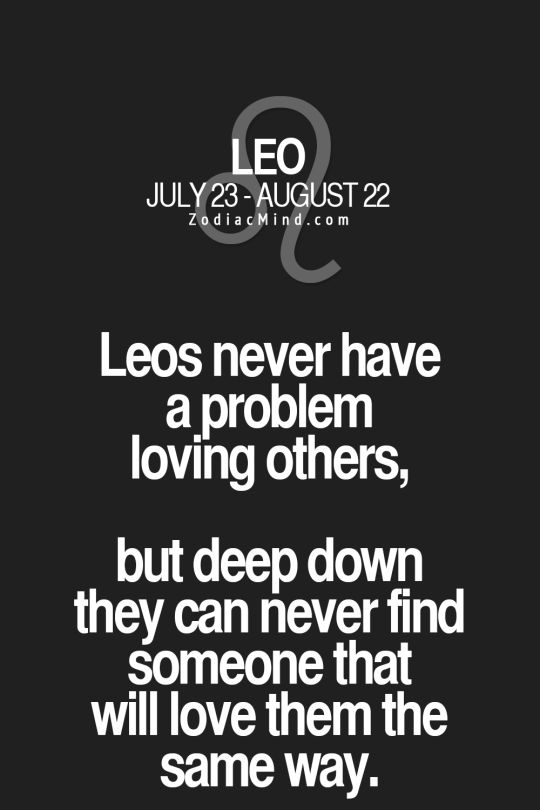 LEO
JULY 23 - AUGUST 22
ZodiacMind.com
Leos never have
a problem
loving others,
but deep down
they can never find
someone that
will love them the
same way.